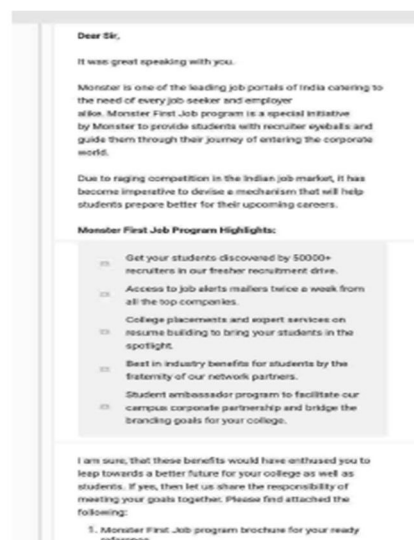 Dear Sir,
It was great speaking with you.
Monster is one of the leading job portals of India catering to
the need of every job seeker and employer
alike. Monster First Job program is a special initiative
by Monster to provide students with recruiter eyeballs and
guide them through their journey of entering the corporate
world.
Due to raging competition in the Indian job market, it has
become imperative to devise a mechanism that will help
students prepare better for their upcoming careers.
Monster First Job Program Highlights:
Get your students discovered by 50000+
recruiters in our fresher recruitment drive.
Access to job alerts mailers twice a week from
all the top companies.
College placements and expert services on
resume building to bring your students in the
spotlight.
Best in industry benefits for students by the
fraternity of our network partners.
Student ambassador program to facilitate our
campus corporate partnership and bridge the
branding goals for your college.
I am sure, that these benefits would have enthused you to
leap towards a better future for your college as well as
students. If yes, then let us share the responsibility of
meeting your goals together. Please find attached the
following:
1. Monster First Job program brochure for your ready
reference